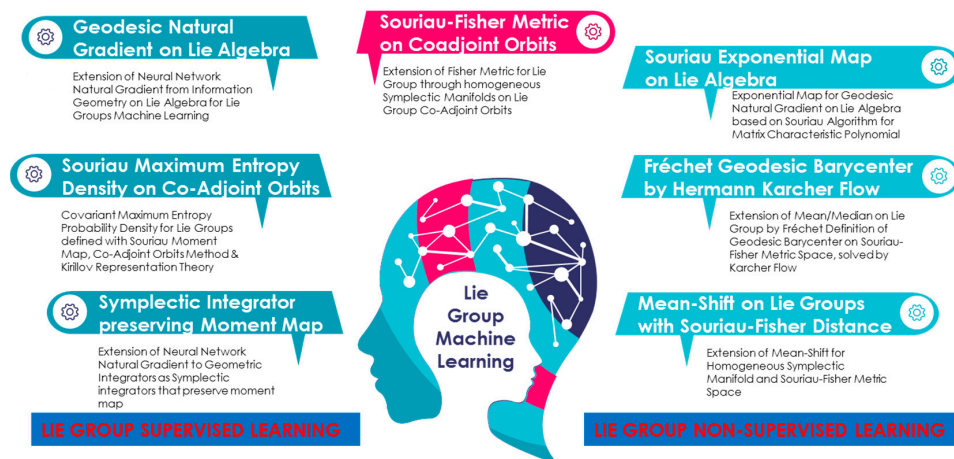 Geodesic Natural
Gradient on Lie Algebra
Extension of Neural Network
Natural Gradient from Information
Geometry on Lie Algebra for Lie
Groups Machine Learning
Souriau-Fisher Metric
on Coadjoint Orbits
Extension of Fisher Metric for Lie
Group through homogeneous
Symplectic Manifolds on Lie
Group Co-Adjoint Orbits
Souriau Exponential Map
on Lie Algebra
Exponential Map for Geodesic
Natural Gradient on Lie Algebra
based on Souriau Algorithm for
Matrix Characteristic Polynomial
Souriau Maximum Entropy
Density on Co-Adjoint Orbits
Covariant Maximum Entropy
Probability Density for Lie Groups
defined with Souriau Moment
Map, Co-Adjoint Orbits Method &
Kirillov Representation Theory
Fréchet Geodesic Barycenter
by Hermann Karcher Flow
Extension of Mean/Median on Lie
Group by Fréchet Definition of
Geodesic Barycenter on Souriau-
Fisher Metric Space, solved by
Karcher Flow
Symplectic Integrator
preserving Moment Map
Extension of Neural Network
Natural Gradient to Geometric
Integrators as Symplectic
integrators that preserve moment
map
Lie
Group
Machine
Learning
Mean-Shift on Lie Groups
with Souriau-Fisher Distance
Extension of Mean-Shift for
Homogeneous Symplectic
Manifold and Souriau-Fisher Metric
Space
LIE GROUP SUPERVISED LEARNING
LIE GROUP NON-SUPERVISED LEARNING